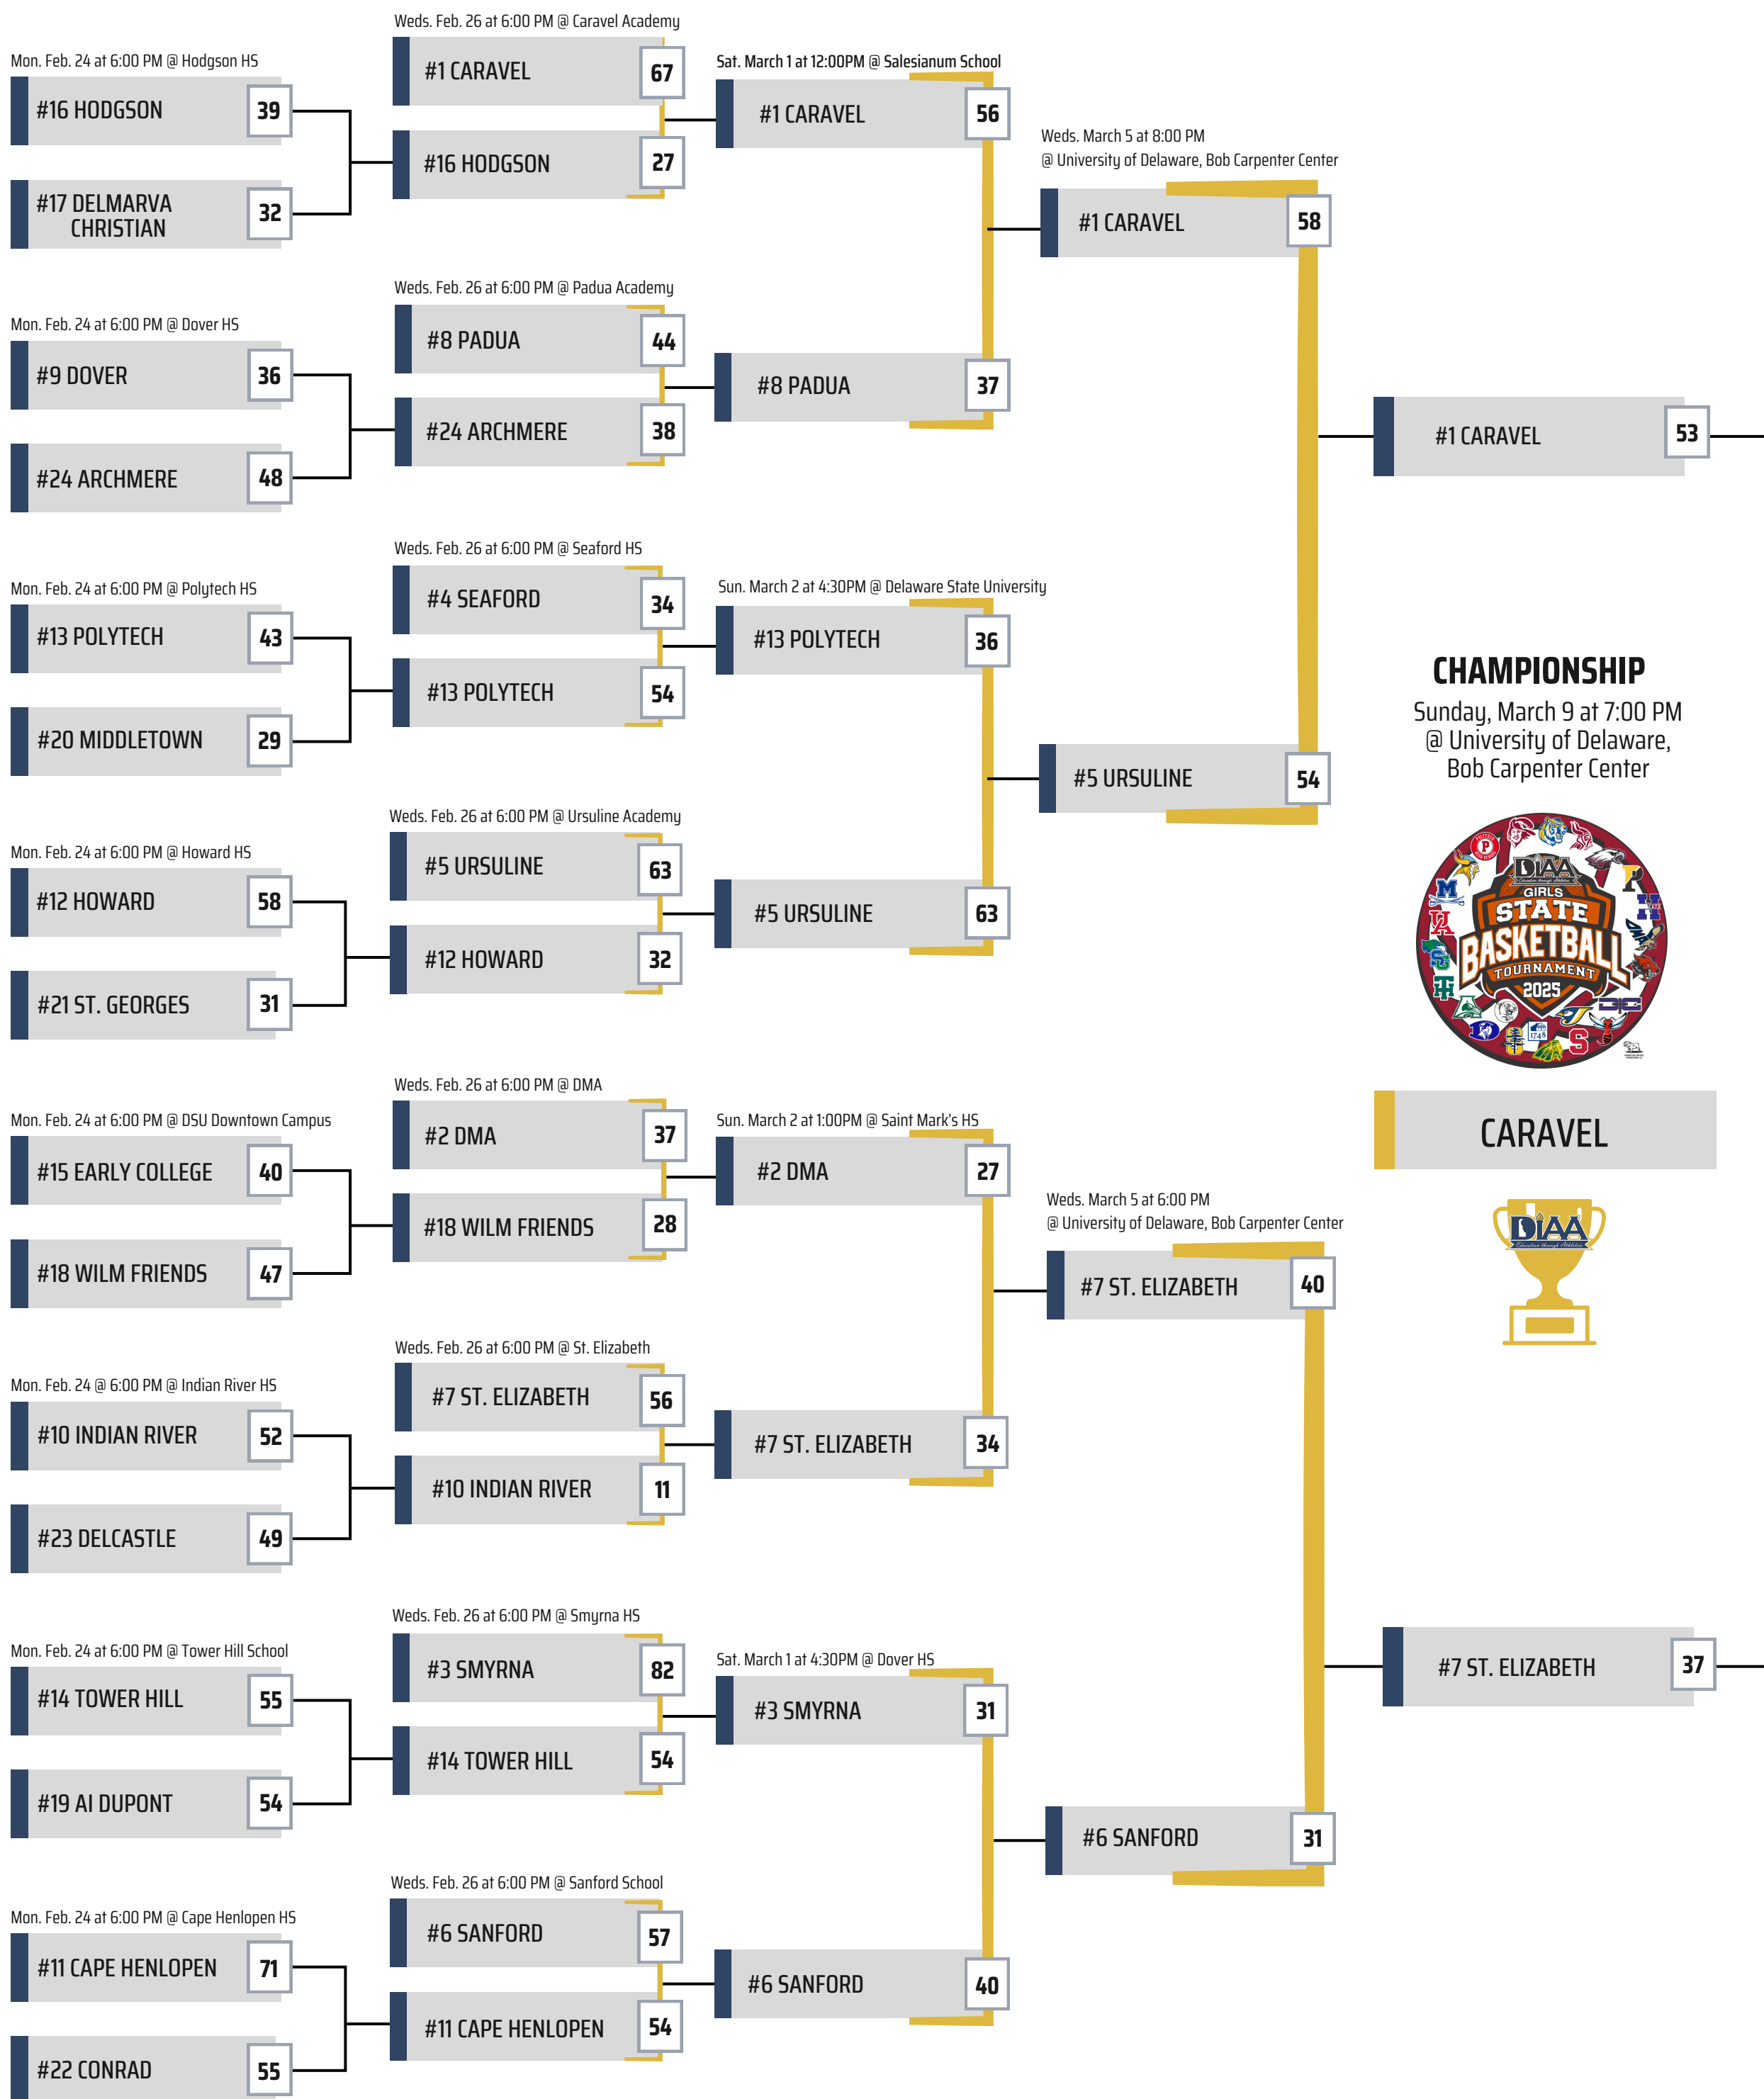 Mon. Feb. 24 at 6:00 PM @ Hodgson HS
#16 HODGSON 39
#17 DELMARVA
CHRISTIAN 32
Mon. Feb. 24 at 6:00 PM @ Dover HS
#9 DOVER 36
#24 ARCHMERE 48
Mon. Feb. 24 at 6:00 PM @ Polytech HS
#13 POLYTECH 43
#20 MIDDLETOWN 29
Mon. Feb. 24 at 6:00 PM @ Howard HS
#12 HOWARD 58
#21 ST. GEORGES 31
Mon. Feb. 24 at 6:00 PM @ DSU Downtown Campus
#15 EARLY COLLEGE 40
#18 WILM FRIENDS 47
Mon. Feb. 24 @ 6:00 PM @ Indian River HS
#10 INDIAN RIVER 52
#23 DELCASTLE 49
Mon. Feb. 24 at 6:00 PM @ Tower Hill School
#14 TOWER HILL 55
#19 AI DUPONT 54
Mon. Feb. 24 at 6:00 PM @ Cape Henlopen HS
#11 CAPE HENLOPEN 71
#22 CONRAD 55
Weds. Feb. 26 at 6:00 PM @ Caravel Academy
#1 CARAVEL 67
#16 HODGSON 27
Weds. Feb. 26 at 6:00 PM @ Padua Academy
#8 PADUA 44
#24 ARCHMERE 38
Weds. Feb. 26 at 6:00 PM @ Seaford HS
#4 SEAFORD 34
#13 POLYTECH 54
Weds. Feb. 26 at 6:00 PM @ Ursuline Academy
#5 URSULINE 63
#12 HOWARD 32
Weds. Feb. 26 at 6:00 PM @ DMA
#2 DMA 37
#18 WILM FRIENDS 28
Weds. Feb. 26 at 6:00 PM @ St. Elizabeth
#7 ST. ELIZABETH 56
#10 INDIAN RIVER 11
Weds. Feb. 26 at 6:00 PM @ Smyrna HS
#3 SMYRNA 82
#14 TOWER HILL 54
Weds. Feb. 26 at 6:00 PM @ Sanford School
#6 SANFORD 57
#11 CAPE HENLOPEN 54
Sat. March 1 at 12:00PM @ Salesianum School
#1 CARAVEL 56
#8 PADUA 37
Sun. March 2 at 4:30PM @ Delaware State University
#13 POLYTECH 36
#5 URSULINE 63
Sun. March 2 at 1:00PM @ Saint Mark's HS
#2 DMA 27
#7 ST. ELIZABETH 34
Sat. March 1 at 4:30PM @ Dover HS
#3 SMYRNA 31
#6 SANFORD 40
Weds. March 5 at 8:00 PM
@ University of Delaware, Bob Carpenter Center
#1 CARAVEL 58
#5 URSULINE 54
Weds. March 5 at 6:00 PM
@ University of Delaware, Bob Carpenter Center
#7 ST. ELIZABETH 40
#6 SANFORD 31
#1 CARAVEL 53
CHAMPIONSHIP
Sunday, March 9 at 7:00 PM
@ University of Delaware,
Bob Carpenter Center
DIAA
GIRLS
STATE
BASKETBALL
TOURNAMENT
2025
CARAVEL
DIAA
Education through Athletics
#7 ST. ELIZABETH 37